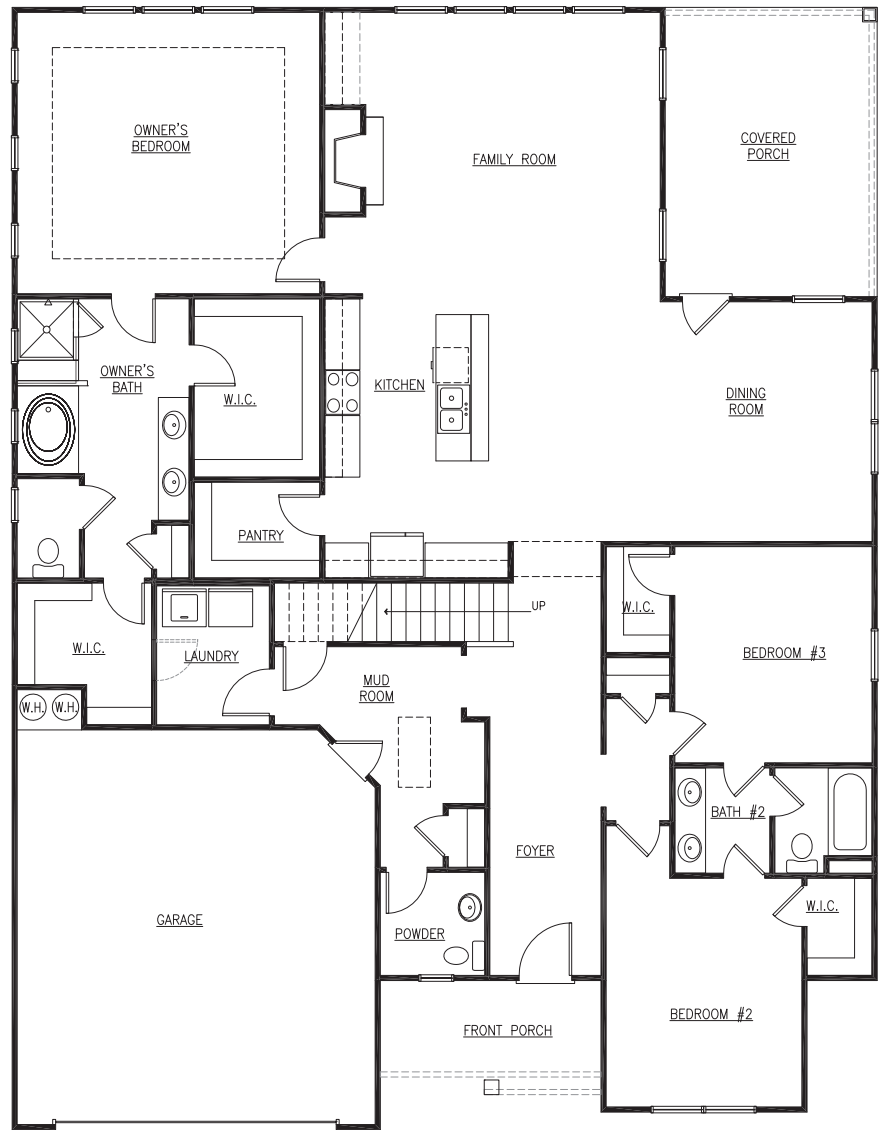 OWNER'S
BEDROOM
FAMILY ROOM
COVERED
PORCH
OWNER'S
BATH
W.I.C.
KITCHEN
DINING
ROOM
PANTRY
UP
W.I.C.
W.I.C.
LAUNDRY
MUD
ROOM
BEDROOM #3
W.H.
W.H.
BATH #2
FOYER
GARAGE
POWDER
W.I.C.
FRONT PORCH
BEDROOM #2